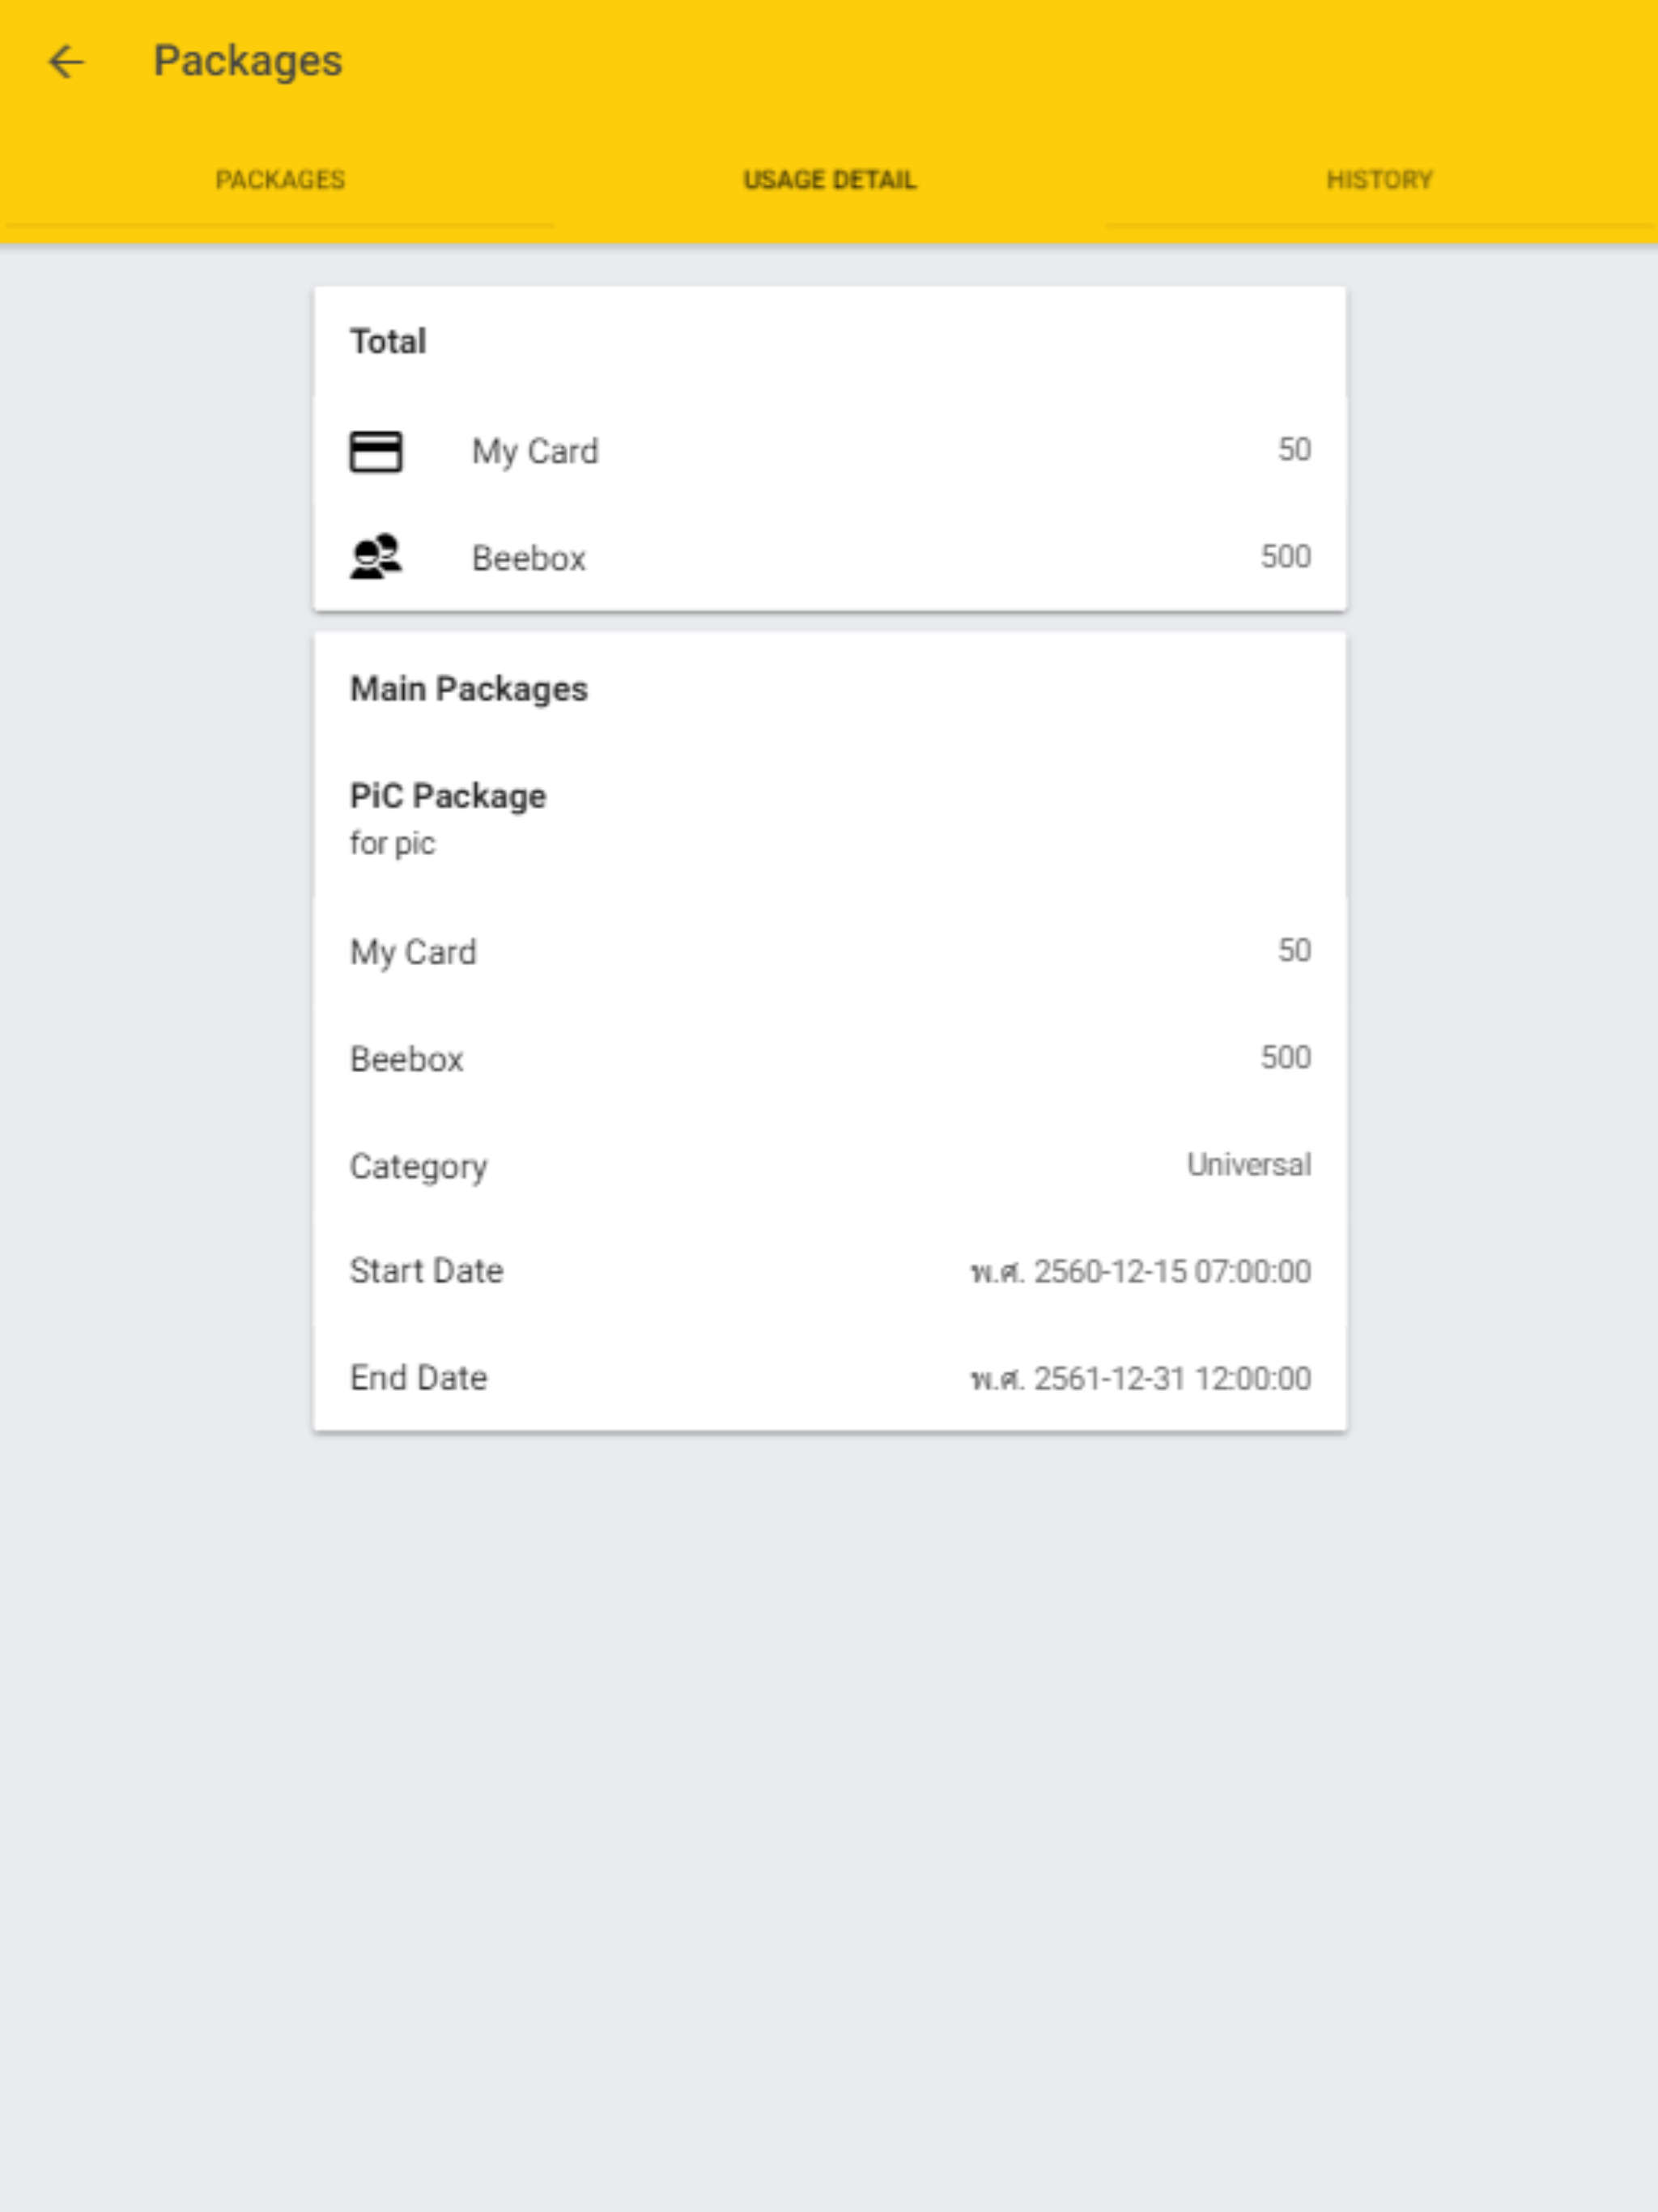 Packages
PACKAGES USAGE DETAIL HISTORY
Total
My Card 50
Beebox 500
Main Packages
PiC Package
for pic
My Card 50
Beebox 500
Category Universal
Start Date พ.ศ. 2560-12-15 07:00:00
End Date พ.ศ. 2561-12-31 12:00:00